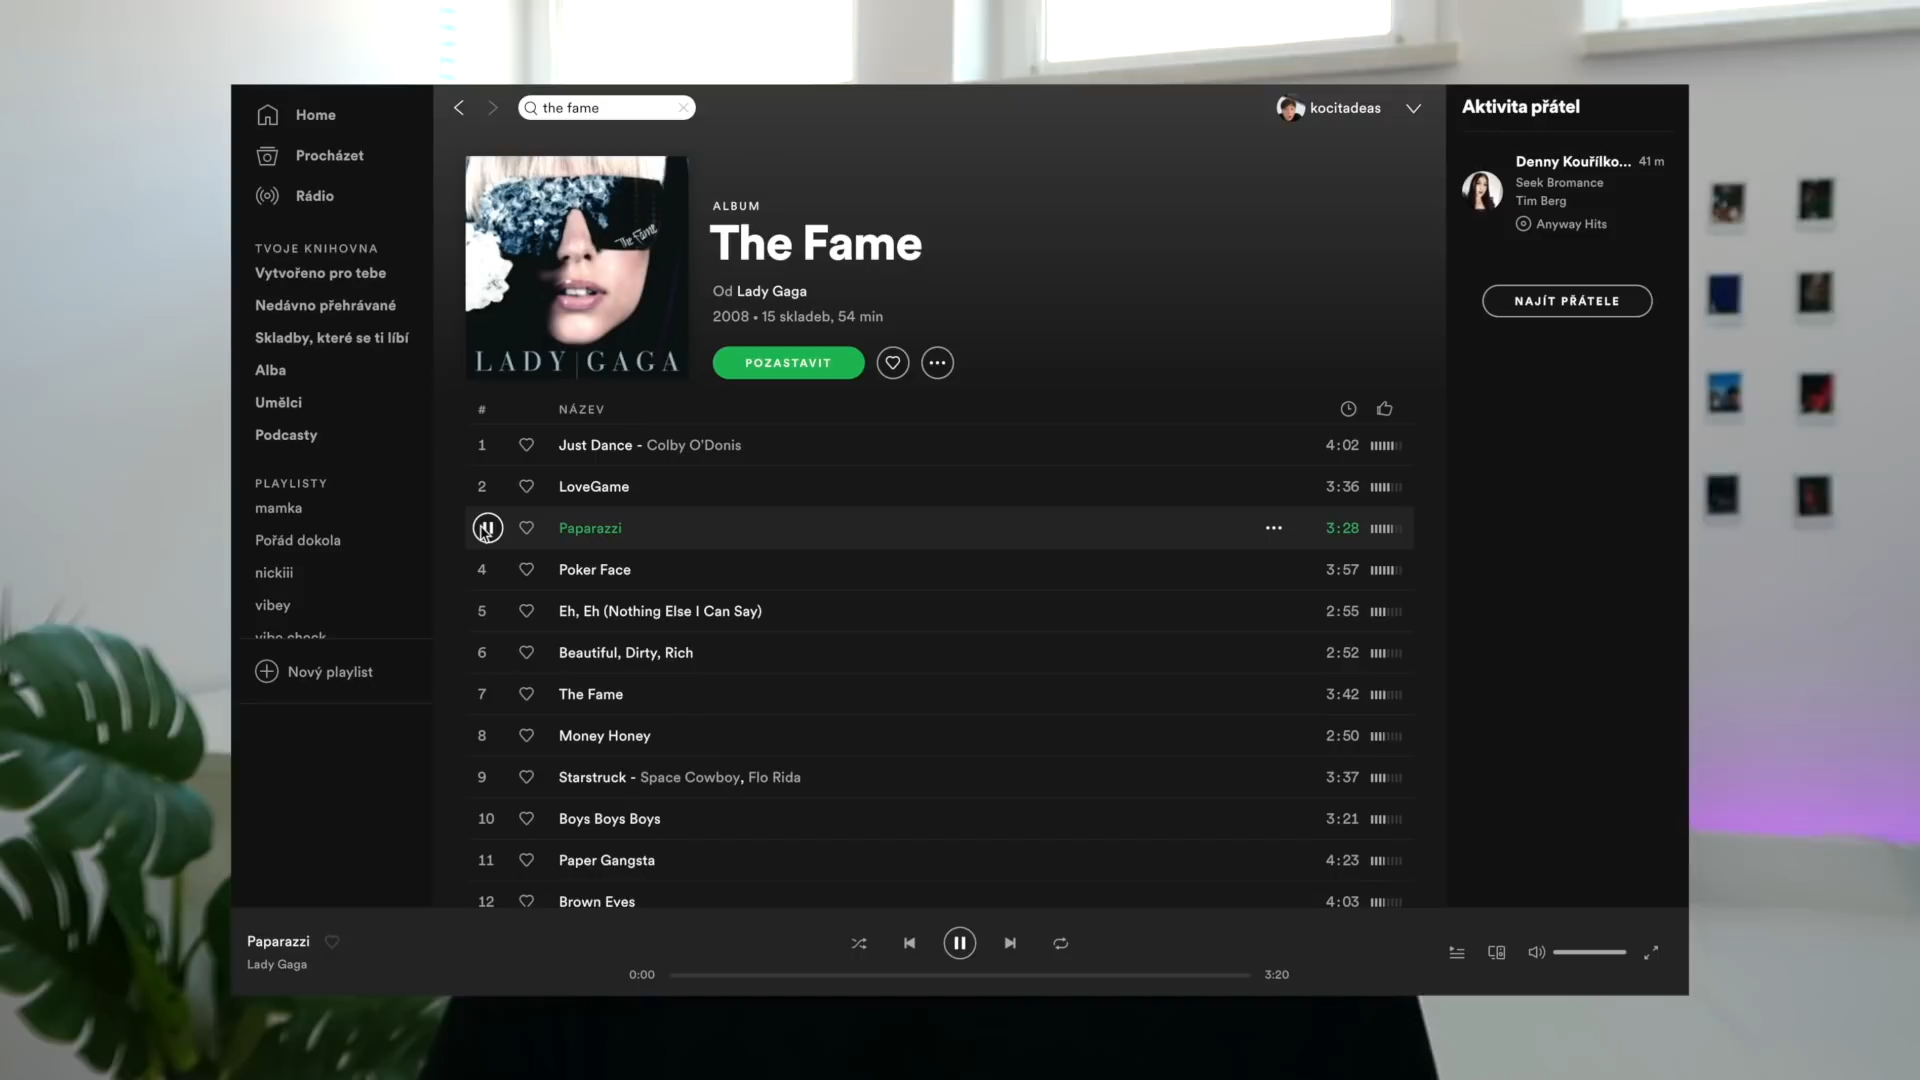 Home
Procházet
Rádio
TVOJE KNIHOVNA
Vytvořeno pro tebe
Nedávno přehrávané
Skladby, které se ti líbí
Alba
Umělci
Podcasty
PLAYLISTY
mamka
Pořád dokola
nickiii
vibey
vibe check
Nový playlist
the fame
kocitadeas
The Fame
LADY | GAGA
ALBUM
The Fame
Od Lady Gaga
2008 • 15 skladeb, 54 min
POZASTAVIT
# NÁZEV
1 Just Dance - Colby O'Donis 4:02
2 LoveGame 3:36
Paparazzi 3:28
4 Poker Face 3:57
5 Eh, Eh (Nothing Else I Can Say) 2:55
6 Beautiful, Dirty, Rich 2:52
7 The Fame 3:42
8 Money Honey 2:50
9 Starstruck - Space Cowboy, Flo Rida 3:37
10 Boys Boys Boys 3:21
11 Paper Gangsta 4:23
12 Brown Eyes 4:03
Aktivita přátel
Denny Kouřílko... 41 m
Seek Bromance
Tim Berg
Anyway Hits
NAJÍT PŘÁTELE
Paparazzi
Lady Gaga
0:00
3:20